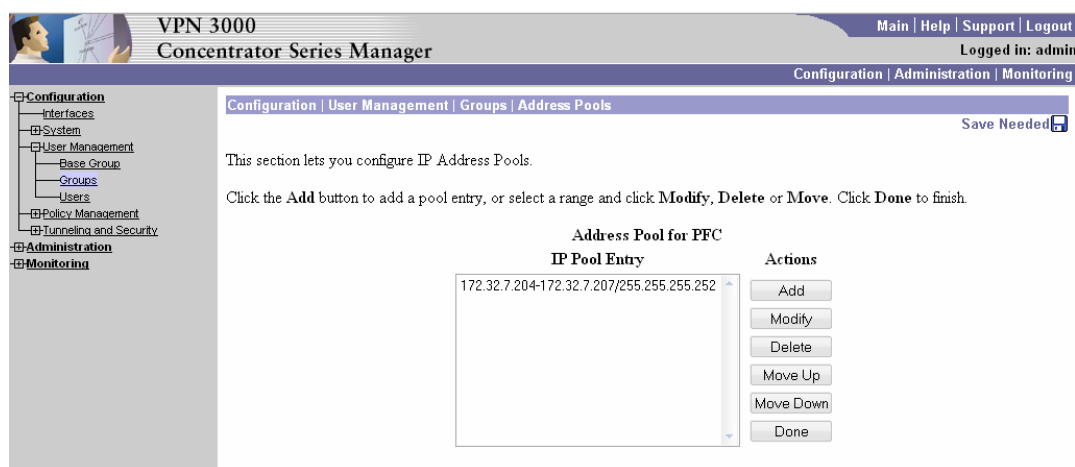 VPN 3000
Concentrator Series Manager
Main | Help | Support | Logout
Logged in: admin
Configuration | Administration | Monitoring
Configuration
Interfaces
System
User Management
Base Group
Groups
Users
Policy Management
Tunneling and Security
Administration
Monitoring
Configuration | User Management | Groups | Address Pools
Save Needed
This section lets you configure IP Address Pools.
Click the Add button to add a pool entry, or select a range and click Modify, Delete or Move. Click Done to finish.
Address Pool for PFC
IP Pool Entry
Actions
172.32.7.204-172.32.7.207/255.255.255.252
Add
Modify
Delete
Move Up
Move Down
Done